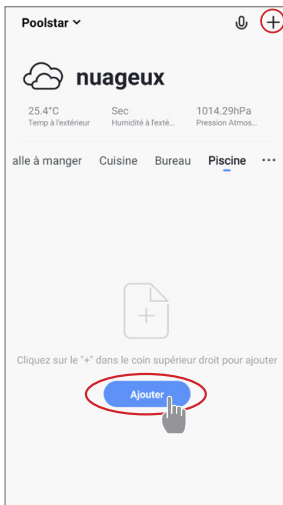 Poolstar
nuageux
25.4°C Sec 1014.29hPa
Temp à l'extérieur Humidité à l'exté... Pression Atmos...
alle à manger Cuisine Bureau Piscine ...
Cliquez sur le "+" dans le coin supérieur droit pour ajouter
Ajouter